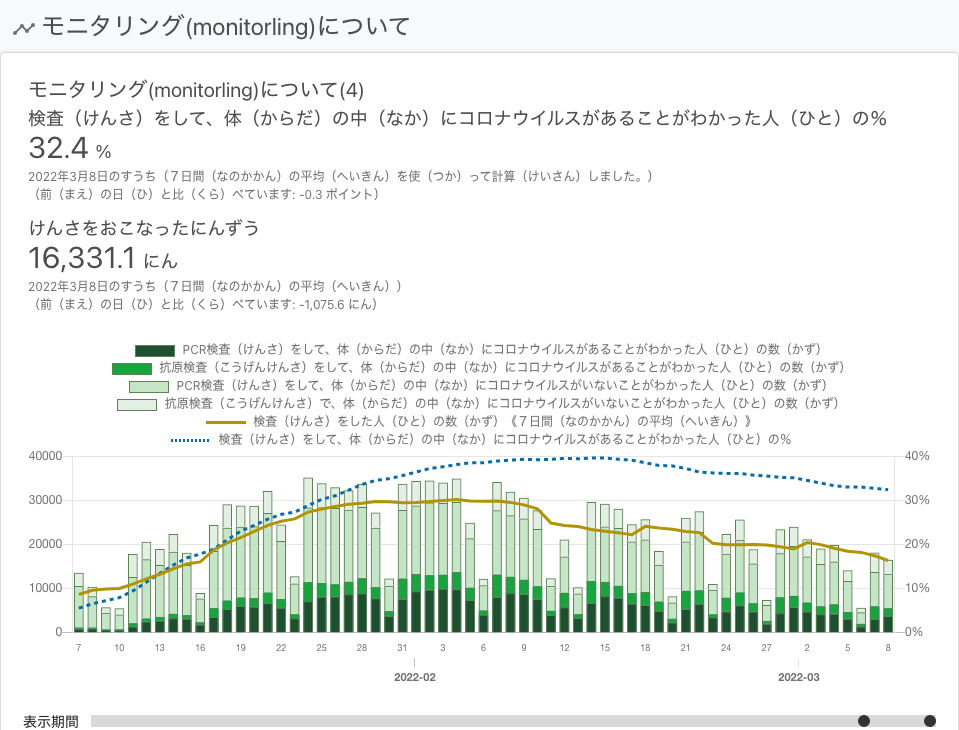 モニタリング(monitorling)について
モニタリング(monitorling)について(4)
検査（けんさ）をして、体（からだ）の中（なか）にコロナウイルスがあることがわかった人（ひと）の%
32.4 %
2022年3月8日のすうち（７日間（なのかかん）の平均（へいきん）を使（つか）って計算（けいさん）しました。）
（前（まえ）の日（ひ）と比（くら）べています: -0.3 ポイント）
けんさをおこなったにんずう
16,331.1 にん
2022年3月8日のすうち（７日間（なのかかん）の平均（へいきん））
（前（まえ）の日（ひ）と比（くら）べています: -1,075.6 にん）
PCR検査（けんさ）をして、体（からだ）の中（なか）にコロナウイルスがあることがわかった人（ひと）の数（かず）
抗原検査（こうげんけんさ）をして、体（からだ）の中（なか）にコロナウイルスがあることがわかった人（ひと）の数（かず）
PCR検査（けんさ）をして、体（からだ）の中（なか）にコロナウイルスがいないことがわかった人（ひと）の数（かず）
抗原検査（こうげんけんさ）で、体（からだ）の中（なか）にコロナウイルスがいないことがわかった人（ひと）の数（かず）
検査（けんさ）をした人（ひと）の数（かず）《７日間（なのかかん）の平均（へいきん）》
検査（けんさ）をして、体（からだ）の中（なか）にコロナウイルスがあることがわかった人（ひと）の%
40000 40%
30000 30%
20000 20%
10000 10%
0 0%
7 10 13 16 19 22 25 28 31 3 6 9 12 15 18 21 24 27 2 5 8
2022-02 2022-03
表示期間